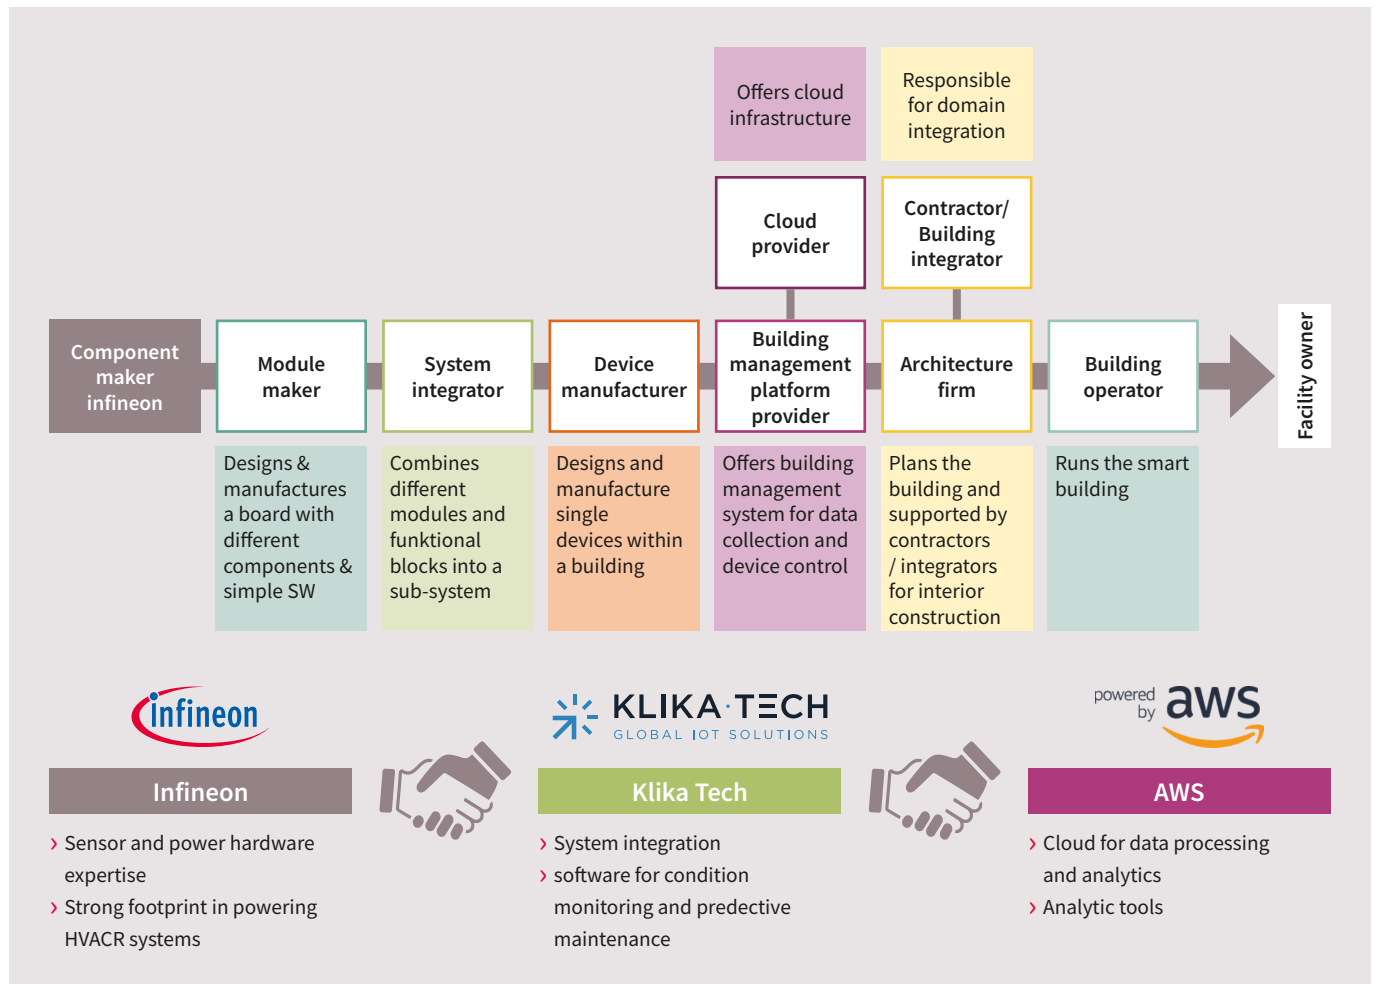 Offers cloud
infrastructure
Responsible
for domain
integration
Cloud
provider
Contractor/
Building
integrator
Component
maker
infineon
Module
maker
System
integrator
Device
manufacturer
Building
management
platform
provider
Architecture
firm
Building
operator
Facility owner
Designs &
manufactures
a board with
different
components &
simple SW
Combines
different
modules and
funktional
blocks into a
sub-system
Designs and
manufacture
single
devices within
a building
Offers building
management
system for data
collection and
device control
Plans the
building and
supported by
contractors
/ integrators
for interior
construction
Runs the smart
building
infineon
KLIKA·TECH
GLOBAL IOT SOLUTIONS
powered
by
aws
Infineon
Klika Tech
AWS
› Sensor and power hardware
expertise
› Strong footprint in powering
HVACR systems
› System integration
› software for condition
monitoring and predective
maintenance
› Cloud for data processing
and analytics
› Analytic tools